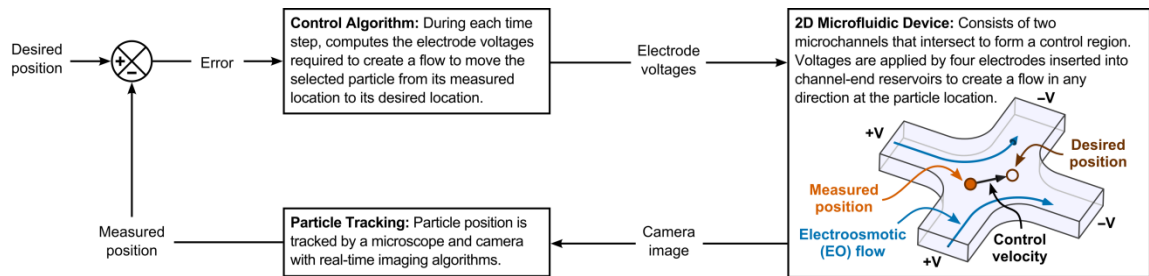 Desired
position
+
−
Error
Control Algorithm: During each time
step, computes the electrode voltages
required to create a flow to move the
selected particle from its measured
location to its desired location.
Electrode
voltages
2D Microfluidic Device: Consists of two
microchannels that intersect to form a control region.
Voltages are applied by four electrodes inserted into
channel-end reservoirs to create a flow in any
direction at the particle location.
–V
+V
Desired
position
Measured
position
Electroosmotic
(EO) flow
+V
Control
velocity
–V
Camera
image
Particle Tracking: Particle position is
tracked by a microscope and camera
with real-time imaging algorithms.
Measured
position